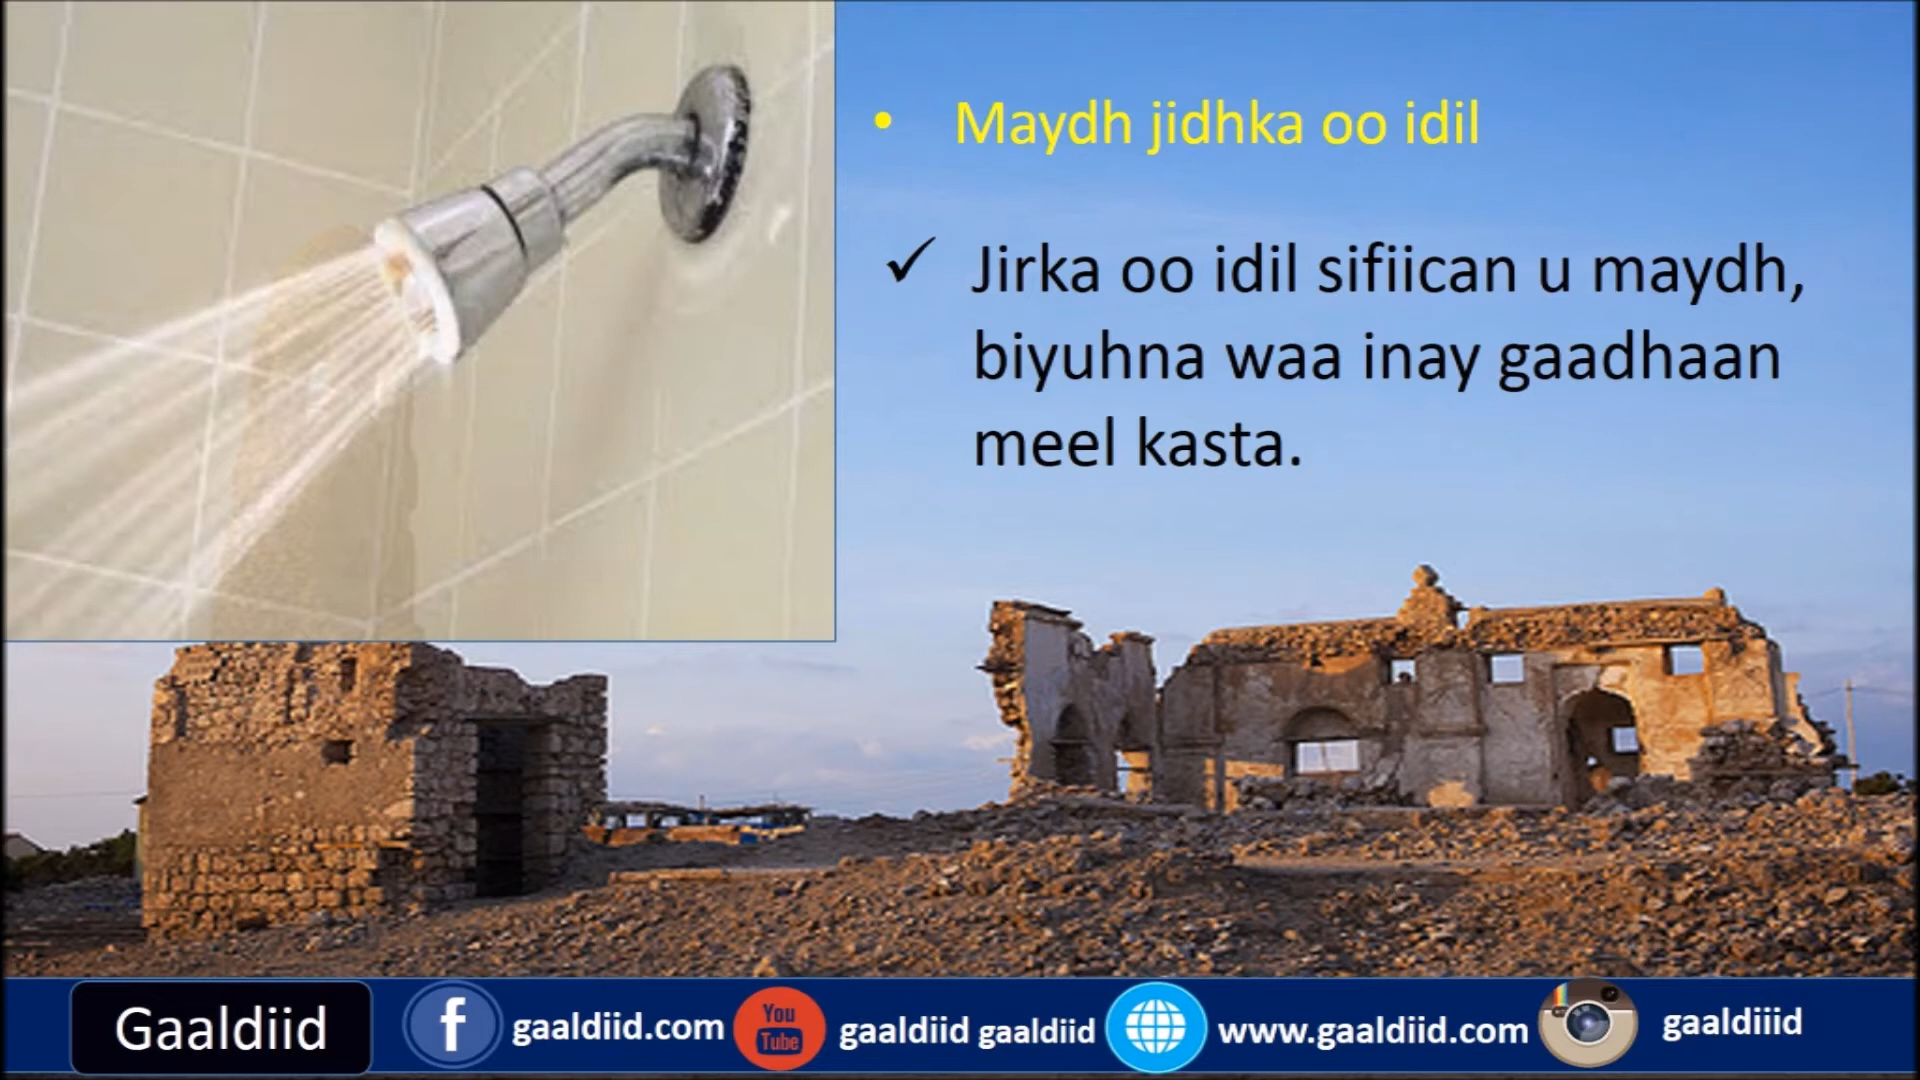 • Maydh jidhka oo idil
✓ Jirka oo idil sifiican u maydh,
biyuhna waa inay gaadhaan
meel kasta.
Gaaldiid
f gaaldiid.com
You Tube gaaldiid gaaldiid
www.gaaldiid.com
gaaldiiid